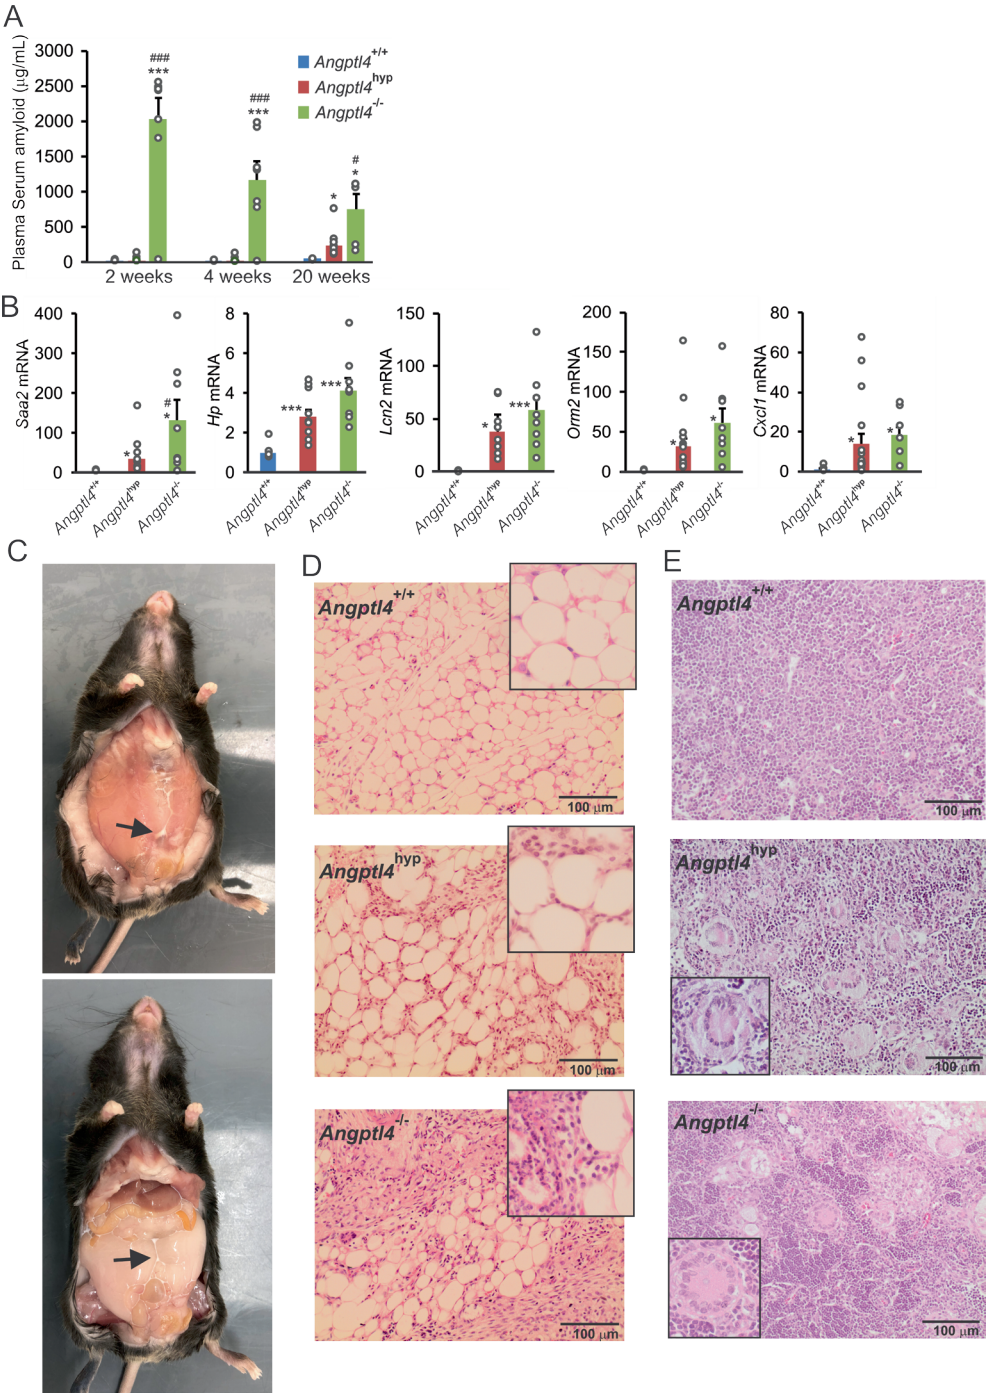 A
Plasma Serum amyloid (µg/mL)
3000
2500
2000
1500
1000
500
0
###
***
###
***
#
*
*
Angptl4+/+
Angptl4hyp
Angptl4-/-
2 weeks
4 weeks
20 weeks
B
Saa2 mRNA
400
300
200
100
0
*
#
*
Angptl4+/+
Angptl4hyp
Angptl4-/-
Hp mRNA
8
6
4
2
0
***
***
Angptl4+/+
Angptl4hyp
Angptl4-/-
Lcn2 mRNA
150
100
50
0
*
***
Angptl4+/+
Angptl4hyp
Angptl4-/-
Orm2 mRNA
200
150
100
50
0
*
*
Angptl4+/+
Angptl4hyp
Angptl4-/-
Cxcl1 mRNA
80
60
40
20
0
*
*
Angptl4+/+
Angptl4hyp
Angptl4-/-
C
D
Angptl4+/+
100 µm
Angptl4hyp
100 µm
Angptl4-/-
100 µm
E
Angptl4+/+
100 µm
Angptl4hyp
100 µm
Angptl4-/-
100 µm